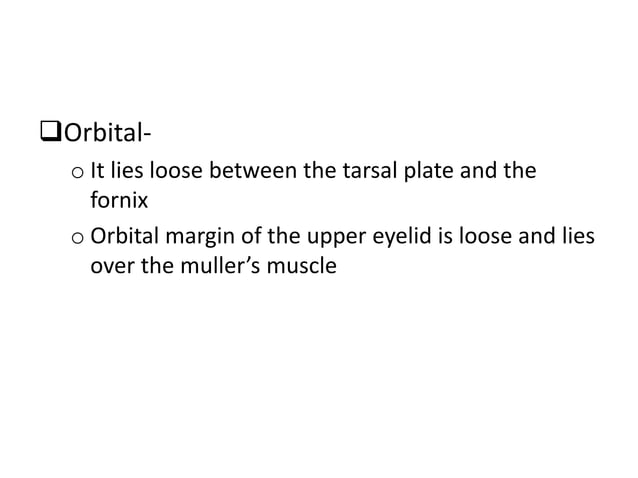 ❑Orbital-
o It lies loose between the tarsal plate and the
fornix
o Orbital margin of the upper eyelid is loose and lies
over the muller’s muscle